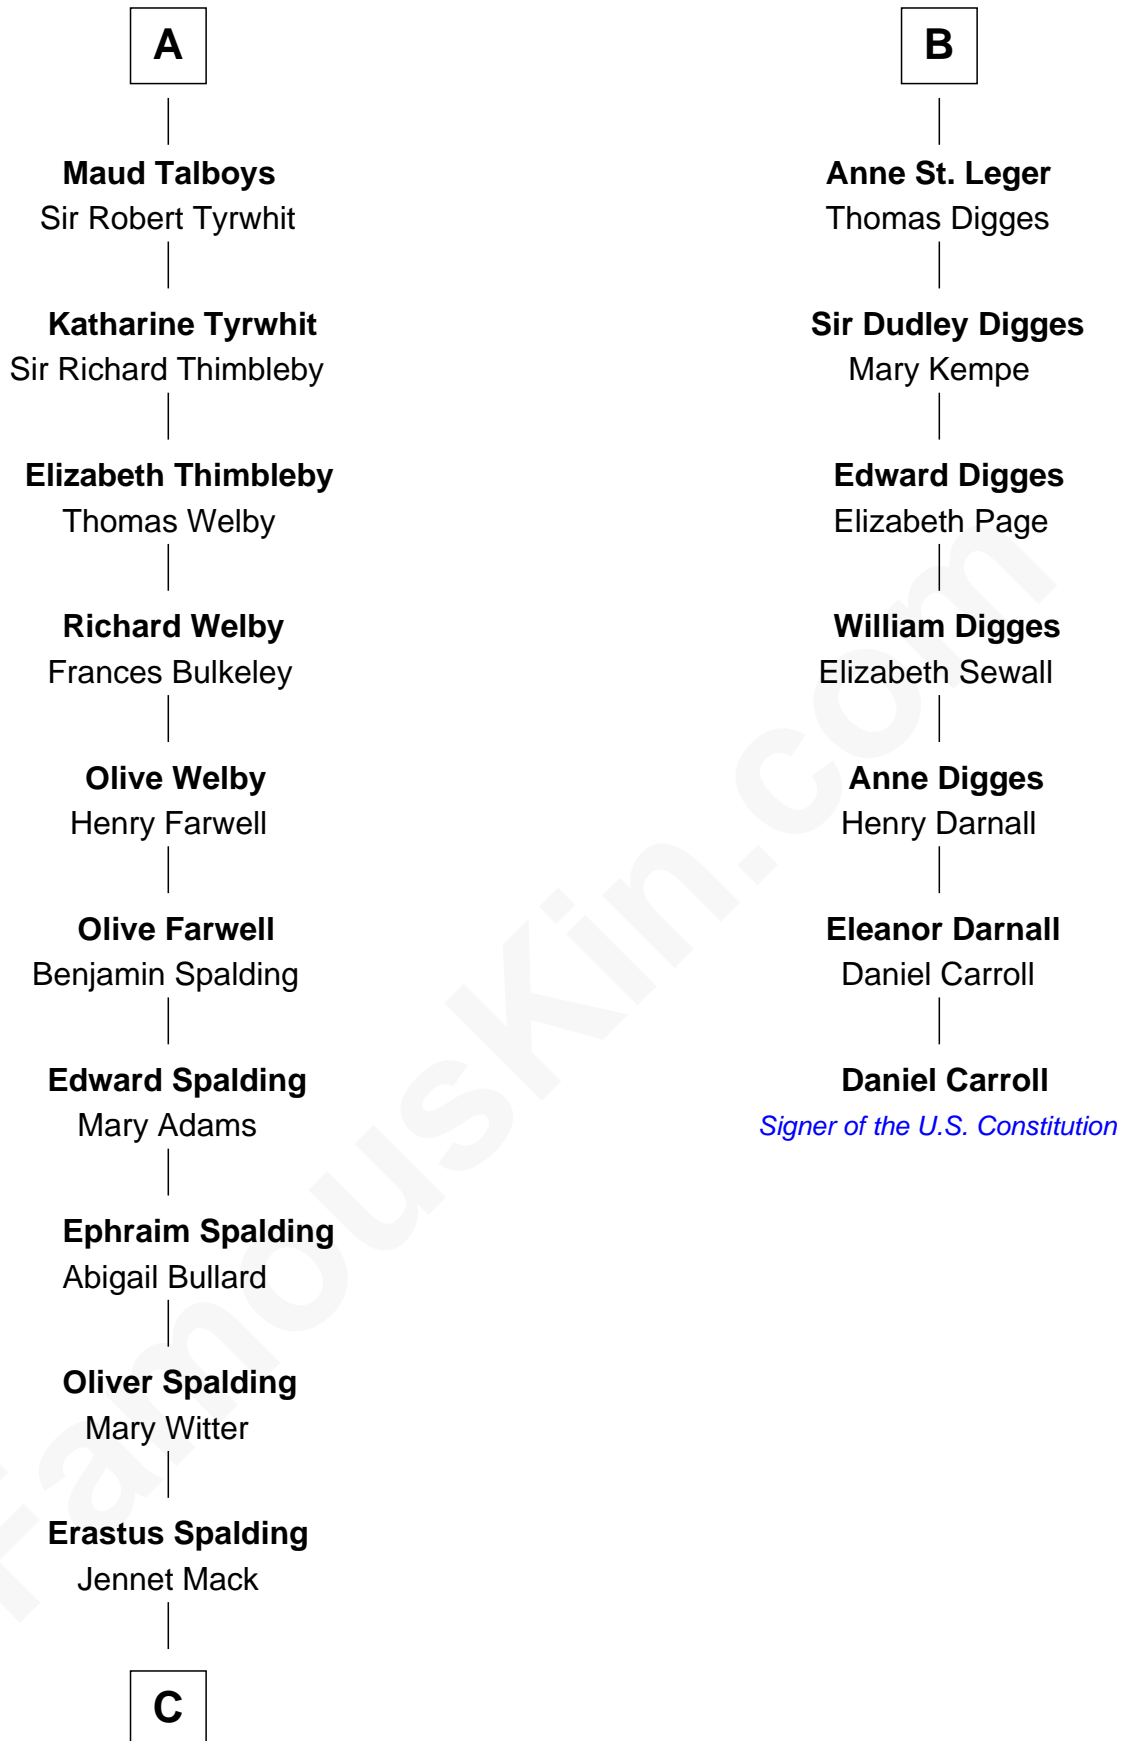 A
Maud Talboys
Sir Robert Tyrwhit
Katharine Tyrwhit
Sir Richard Thimbleby
Elizabeth Thimbleby
Thomas Welby
Richard Welby
Frances Bulkeley
Olive Welby
Henry Farwell
Olive Farwell
Benjamin Spalding
Edward Spalding
Mary Adams
Ephraim Spalding
Abigail Bullard
Oliver Spalding
Mary Witter
Erastus Spalding
Jennet Mack
C
B
Anne St. Leger
Thomas Digges
Sir Dudley Digges
Mary Kempe
Edward Digges
Elizabeth Page
William Digges
Elizabeth Sewall
Anne Digges
Henry Darnall
Eleanor Darnall
Daniel Carroll
Daniel Carroll
Signer of the U.S. Constitution
FamousKin.com